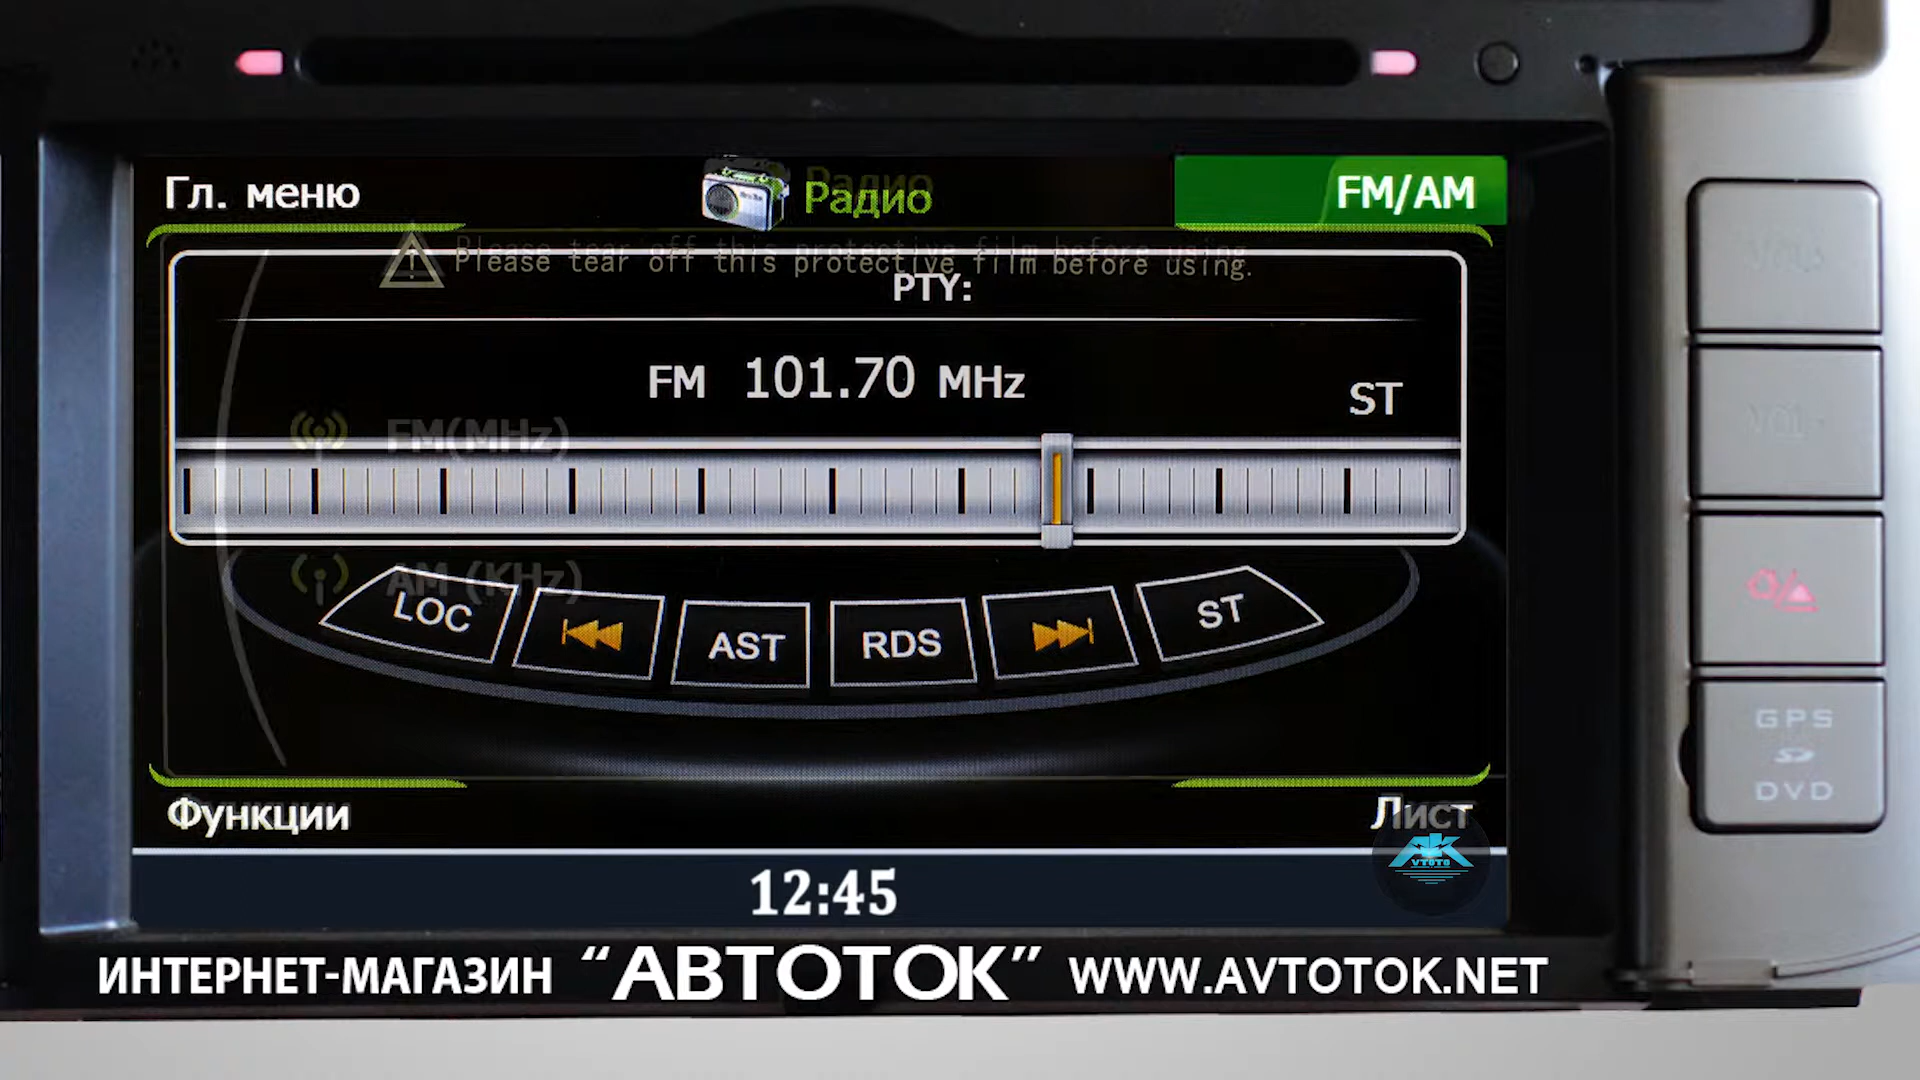 Гл. меню
Радио
FM/AM
Please tear off this protective film before using.
PTY:
FM 101.70 MHz
ST
FM(MHz)
AM (KHz)
LOC
AST
RDS
ST
Функции
Лист
12:45
GPS
DVD
VTOTO
ИНТЕРНЕТ-МАГАЗИН “АВТОТОК” WWW.AVTOTOK.NET